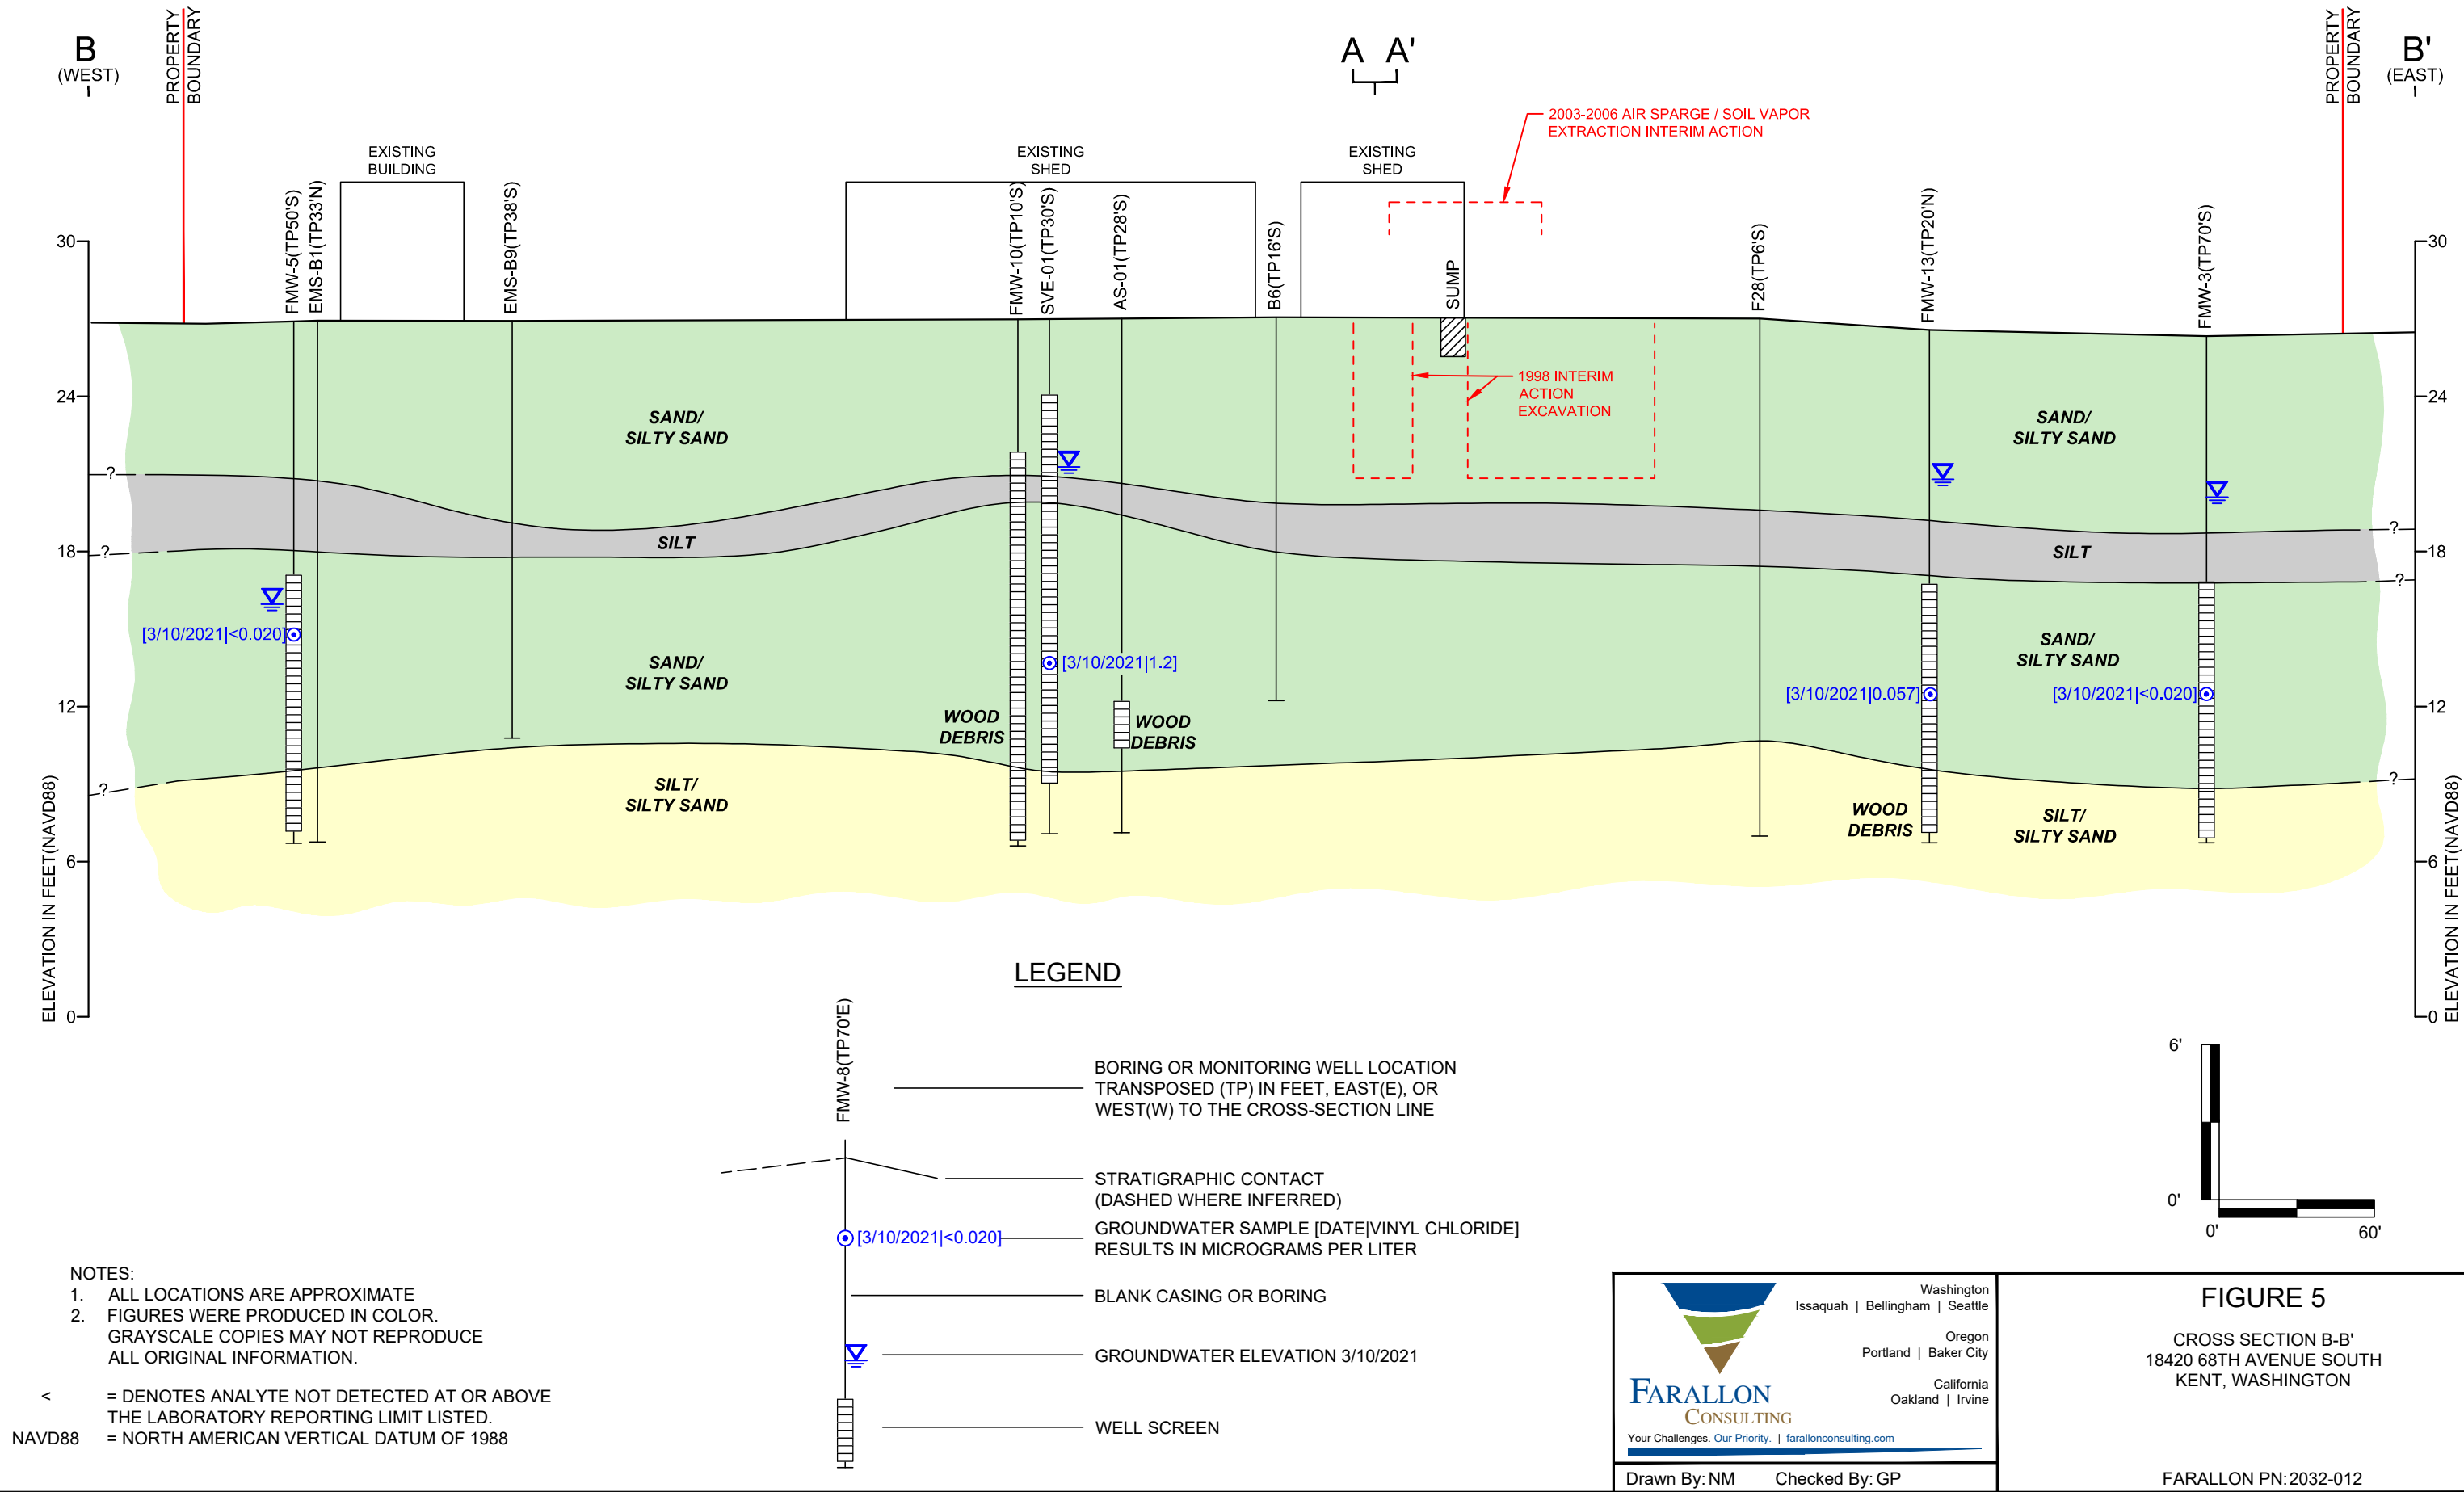 B
(WEST)
PROPERTY
BOUNDARY
A A'
PROPERTY
BOUNDARY
B'
(EAST)
2003-2006 AIR SPARGE / SOIL VAPOR
EXTRACTION INTERIM ACTION
EXISTING
BUILDING
EXISTING
SHED
EXISTING
SHED
FMW-5(TP50'S)
EMS-B1(TP33'N)
EMS-B9(TP38'S)
FMW-10(TP10'S)
SVE-01(TP30'S)
AS-01(TP28'S)
B6(TP16'S)
SUMP
F28(TP6'S)
FMW-13(TP20'N)
FMW-3(TP70'S)
30
24
18
12
6
0
ELEVATION IN FEET(NAVD88)
30
24
18
12
6
0
ELEVATION IN FEET(NAVD88)
1998 INTERIM
ACTION
EXCAVATION
SAND/
SILTY SAND
SAND/
SILTY SAND
?
?
?
?
?
?
SILT
SILT
[3/10/2021|<0.020]
SAND/
SILTY SAND
[3/10/2021|1.2]
SAND/
SILTY SAND
[3/10/2021|0.057]
[3/10/2021|<0.020]
WOOD
DEBRIS
WOOD
DEBRIS
SILT/
SILTY SAND
WOOD
DEBRIS
SILT/
SILTY SAND
LEGEND
FMW-8(TP70'E)
BORING OR MONITORING WELL LOCATION
TRANSPOSED (TP) IN FEET, EAST(E), OR
WEST(W) TO THE CROSS-SECTION LINE
STRATIGRAPHIC CONTACT
(DASHED WHERE INFERRED)
[3/10/2021|<0.020]
GROUNDWATER SAMPLE [DATE|VINYL CHLORIDE]
RESULTS IN MICROGRAMS PER LITER
BLANK CASING OR BORING
GROUNDWATER ELEVATION 3/10/2021
WELL SCREEN
6'
0'
0'
60'
NOTES:
1. ALL LOCATIONS ARE APPROXIMATE
2. FIGURES WERE PRODUCED IN COLOR.
GRAYSCALE COPIES MAY NOT REPRODUCE
ALL ORIGINAL INFORMATION.
< = DENOTES ANALYTE NOT DETECTED AT OR ABOVE
THE LABORATORY REPORTING LIMIT LISTED.
NAVD88 = NORTH AMERICAN VERTICAL DATUM OF 1988
Washington
Issaquah | Bellingham | Seattle
Oregon
Portland | Baker City
California
Oakland | Irvine
FARALLON
CONSULTING
Your Challenges. Our Priority. | farallonconsulting.com
Drawn By: NM Checked By: GP
FIGURE 5
CROSS SECTION B-B'
18420 68TH AVENUE SOUTH
KENT, WASHINGTON
FARALLON PN: 2032-012